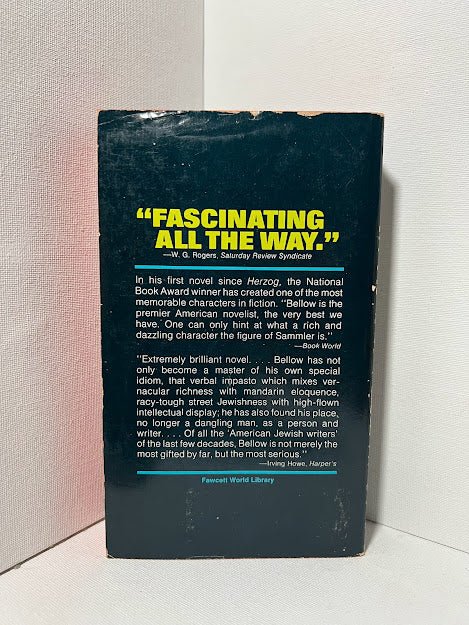 “FASCINATING
ALL THE WAY.”
—W. G. Rogers, Saturday Review Syndicate
In his first novel since Herzog, the National
Book Award winner has created one of the most
memorable characters in fiction. “Bellow is the
premier American novelist, the very best we
have. One can only hint at what a rich and
dazzling character the figure of Sammler is.”
—Book World
“Extremely brilliant novel. . . . Bellow has not
only become a master of his own special
idiom, that verbal impasto which mixes ver-
nacular richness with mandarin eloquence,
racy-tough street Jewishness with high-flown
intellectual display; he has also found his place,
no longer a dangling man, as a person and
writer. . . . Of all the ‘American Jewish writers’
of the last few decades, Bellow is not merely the
most gifted by far, but the most serious.”
—Irving Howe, Harper's
Fawcett World Library